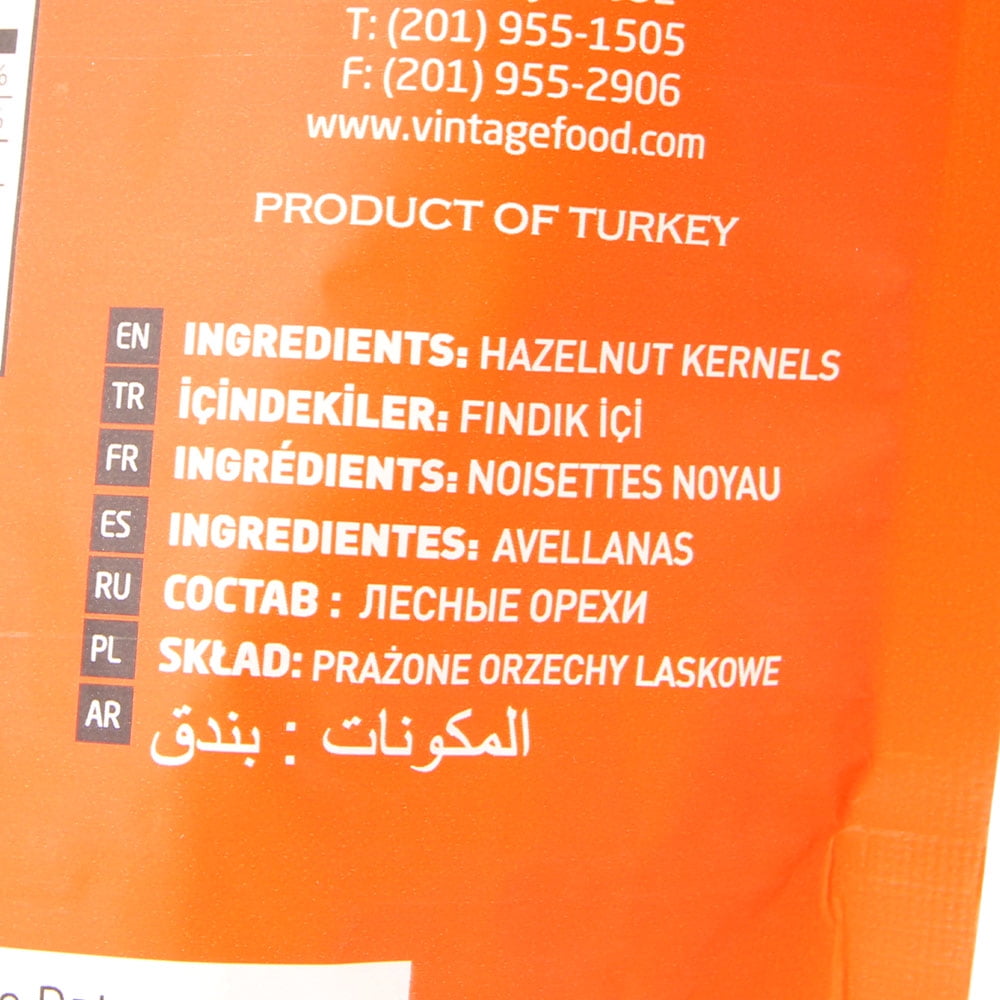 T: (201) 955-1505
F: (201) 955-2906
www.vintagefood.com
PRODUCT OF TURKEY
EN INGREDIENTS: HAZELNUT KERNELS
TR İÇİNDEKİLER: FINDIK İÇİ
FR INGRÉDIENTS: NOISETTES NOYAU
ES INGREDIENTES: AVELLANAS
RU СОСТАВ : ЛЕСНЫЕ ОРЕХИ
PL SKŁAD: PRAŻONE ORZECHY LASKOWE
AR المكونات : بندق